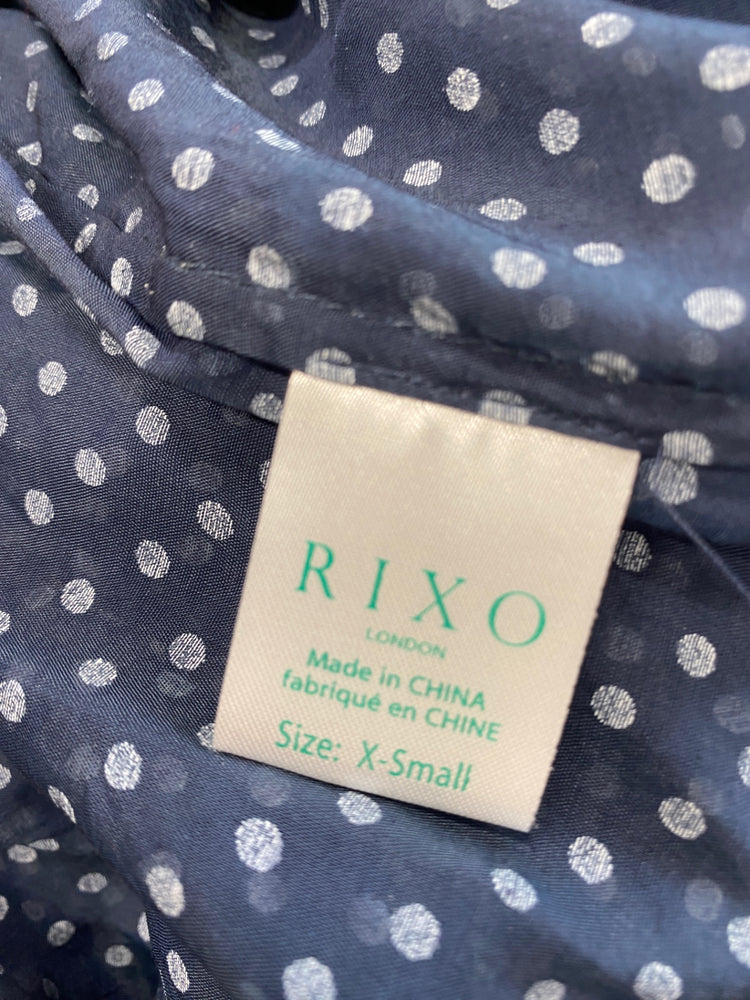 RIXO
LONDON
Made in CHINA
fabriqué en CHINE
Size: X-Small